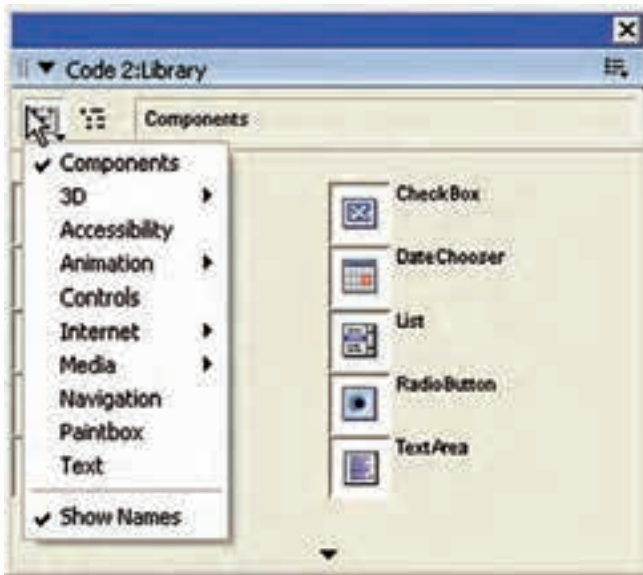 Code 2:Library
Components
Components
3D
Accessibility
Animation
Controls
Internet
Media
Navigation
Paintbox
Text
Show Names
CheckBox
DateChooser
List
RadioButton
TextArea